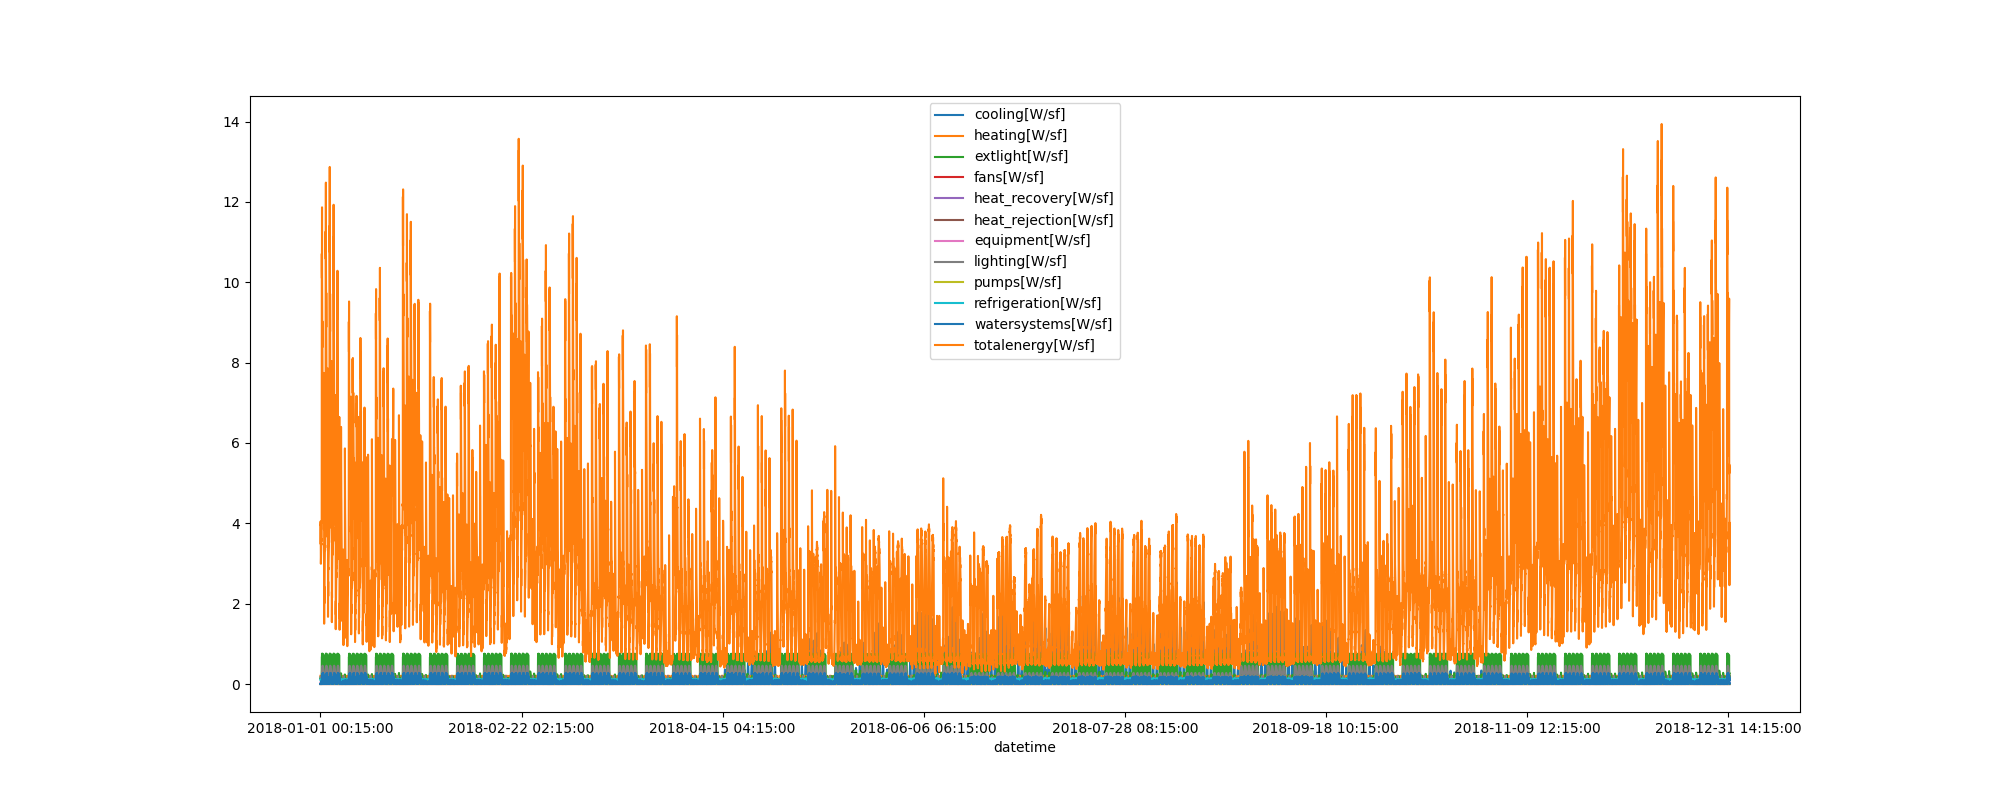 14
12
10
8
6
4
2
0
cooling[W/sf]
heating[W/sf]
extlight[W/sf]
fans[W/sf]
heat_recovery[W/sf]
heat_rejection[W/sf]
equipment[W/sf]
lighting[W/sf]
pumps[W/sf]
refrigeration[W/sf]
watersystems[W/sf]
totalenergy[W/sf]
2018-01-01 00:15:00 2018-02-22 02:15:00 2018-04-15 04:15:00 2018-06-06 06:15:00 2018-07-28 08:15:00 2018-09-18 10:15:00 2018-11-09 12:15:00 2018-12-31 14:15:00
datetime